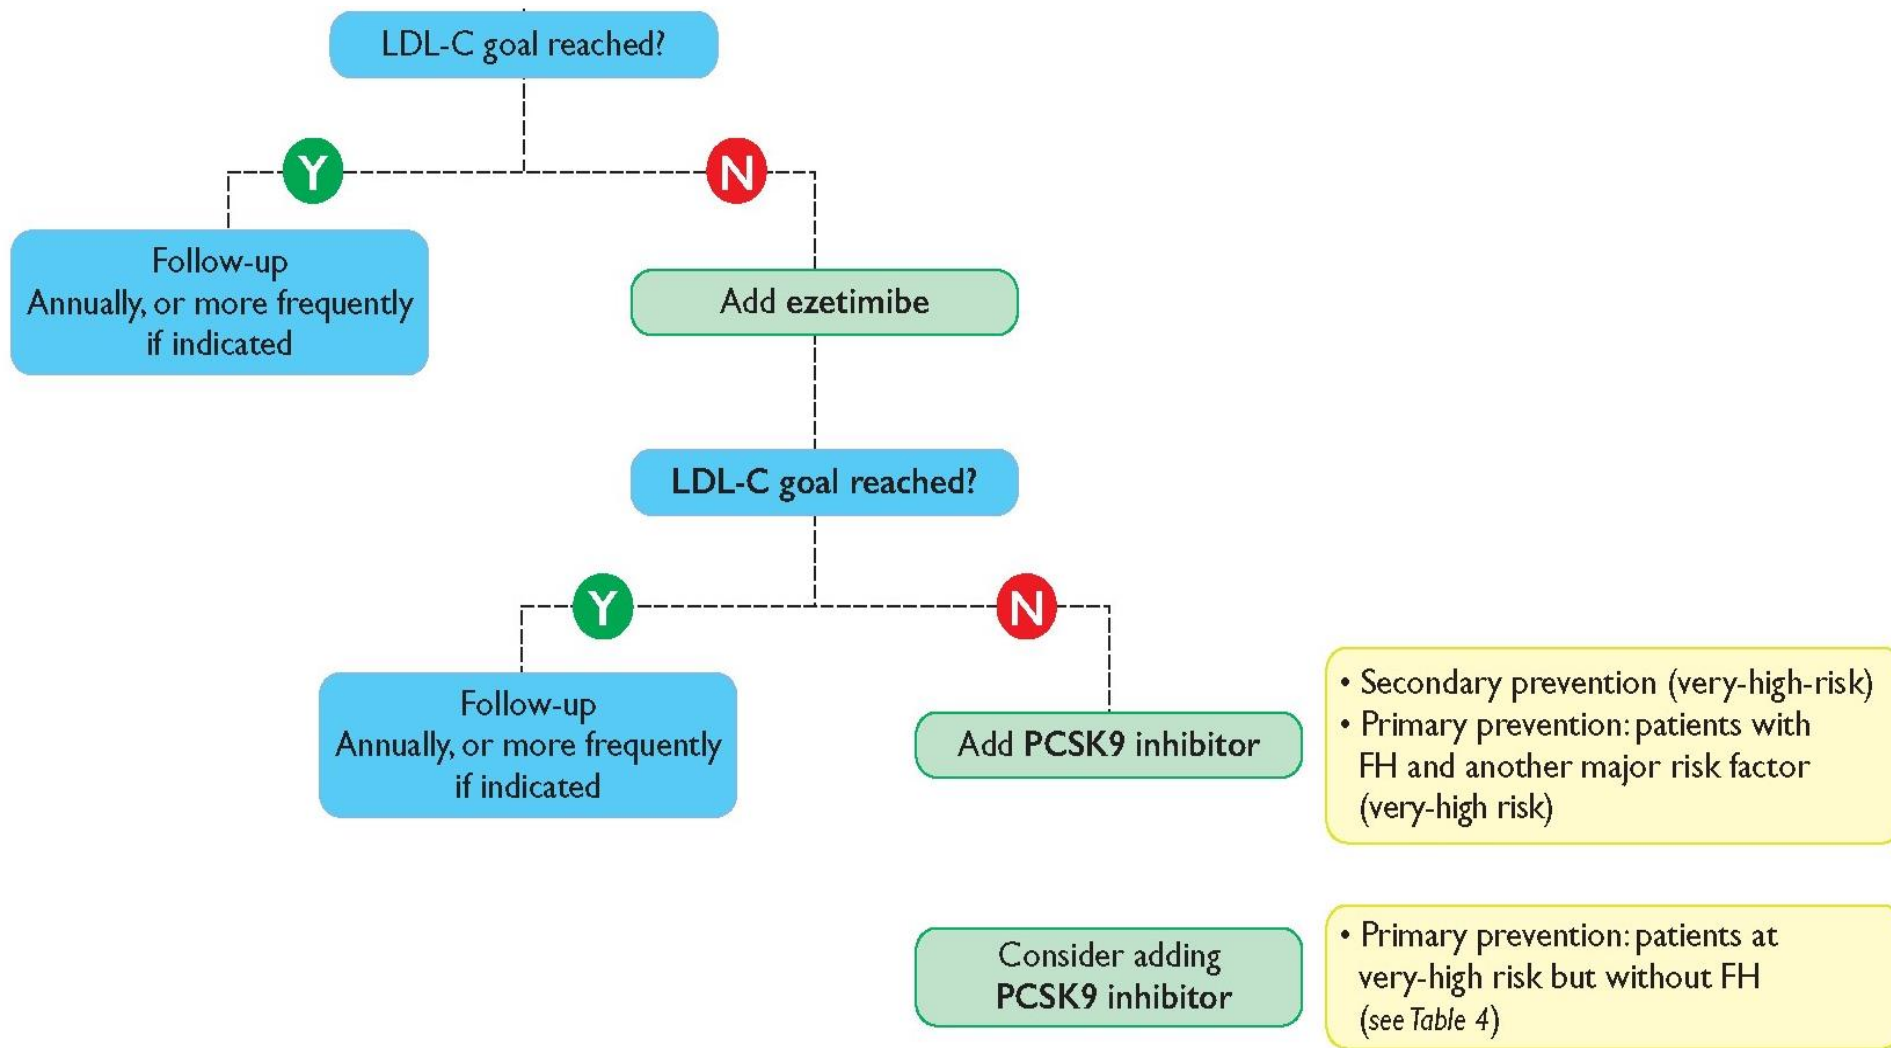 LDL-C goal reached?
Y
N
Follow-up
Annually, or more frequently
if indicated
Add ezetimibe
LDL-C goal reached?
Y
N
Follow-up
Annually, or more frequently
if indicated
Add PCSK9 inhibitor
• Secondary prevention (very-high-risk)
• Primary prevention: patients with
FH and another major risk factor
(very-high risk)
Consider adding
PCSK9 inhibitor
• Primary prevention: patients at
very-high risk but without FH
(see Table 4)